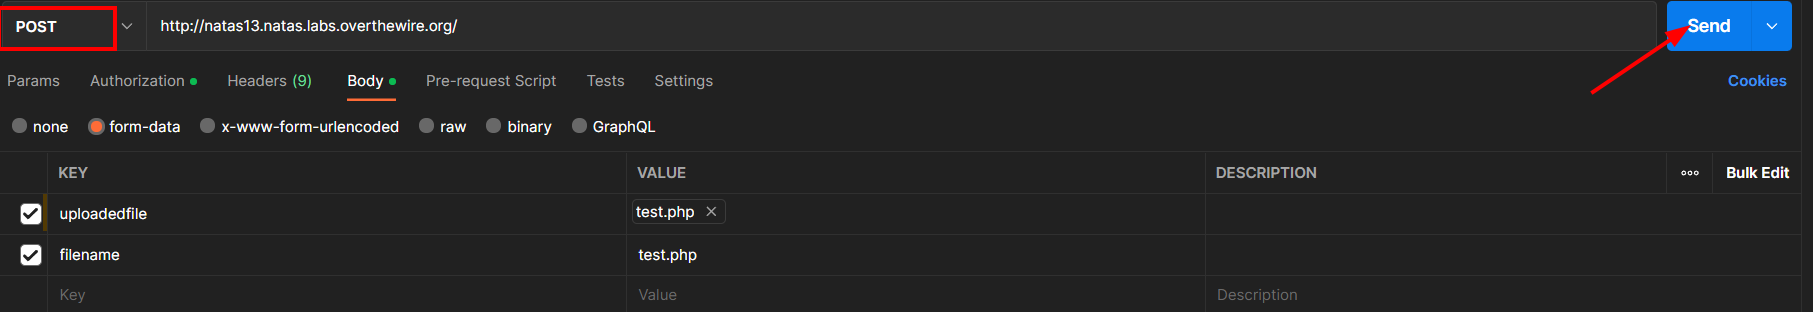 POST http://natas13.natas.labs.overthewire.org/ Send
Params Authorization Headers (9) Body Pre-request Script Tests Settings Cookies
none form-data x-www-form-urlencoded raw binary GraphQL
KEY VALUE DESCRIPTION ooo Bulk Edit
uploadedfile test.php ×
filename test.php
Key Value Description